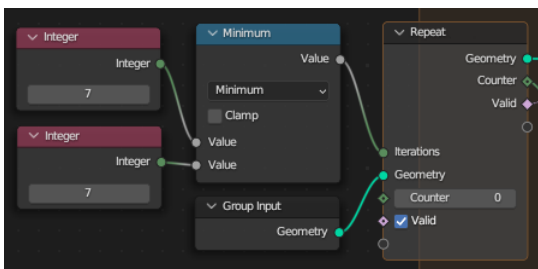 Integer
Integer
7
Integer
Integer
7
Minimum
Value
Minimum
Clamp
Value
Value
Group Input
Geometry
Repeat
Geometry
Counter
Valid
Iterations
Geometry
Counter 0
Valid